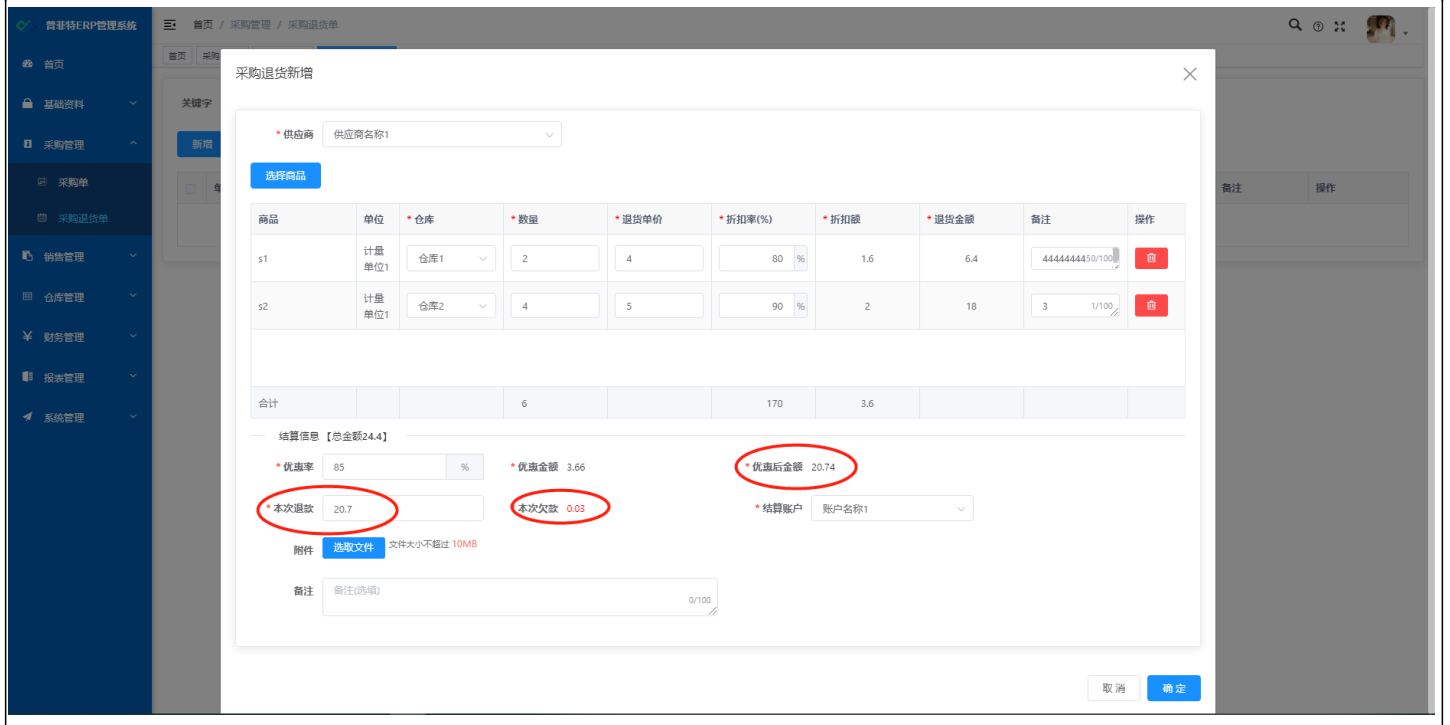 普菲特ERP管理系统
首页 / 采购管理 / 采购退货单
首页
首页 采购
基础资料
关键字
采购管理
新增
采购单
采购退货单
备注 操作
销售管理
仓库管理
财务管理
报表管理
系统管理
采购退货新增
* 供应商 供应商名称1
选择商品
商品 单位 * 仓库 * 数量 * 退货单价 * 折扣率(%) * 折扣额 * 退货金额 备注 操作
s1 计量单位1 仓库1 2 4 80 % 1.6 6.4 4444444450/100
s2 计量单位1 仓库2 4 5 90 % 2 18 3 1/100
合计 6 170 3.6
结算信息【总金额24.4】
* 优惠率 85 % * 优惠金额 3.66 * 优惠后金额 20.74
* 本次退款 20.7 本次欠款 0.03 * 结算账户 账户名称1
附件 选取文件 文件大小不超过 10MB
备注 备注(选填) 0/100
取消 确定